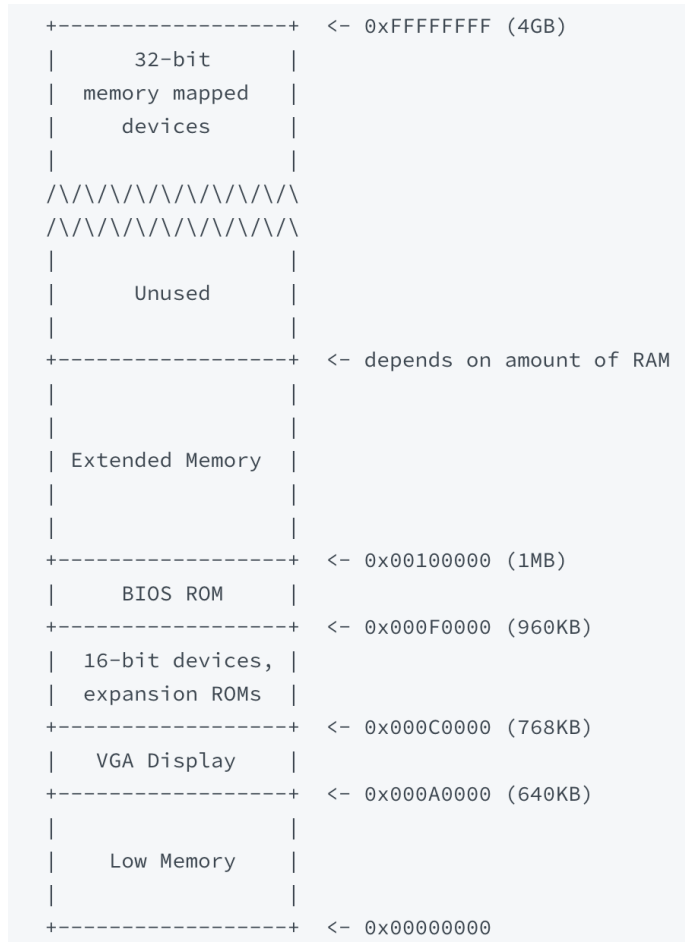 +------------------+  <- 0xFFFFFFFF (4GB)
|      32-bit      |
|  memory mapped   |
|     devices      |
|                  |
/\/\/\/\/\/\/\/\/\/\
/\/\/\/\/\/\/\/\/\/\
|                  |
|      Unused      |
|                  |
+------------------+  <- depends on amount of RAM
|                  |
|                  |
| Extended Memory  |
|                  |
|                  |
+------------------+  <- 0x00100000 (1MB)
|     BIOS ROM     |
+------------------+  <- 0x000F0000 (960KB)
|  16-bit devices, |
|  expansion ROMs  |
+------------------+  <- 0x000C0000 (768KB)
|   VGA Display    |
+------------------+  <- 0x000A0000 (640KB)
|                  |
|    Low Memory    |
|                  |
+------------------+  <- 0x00000000